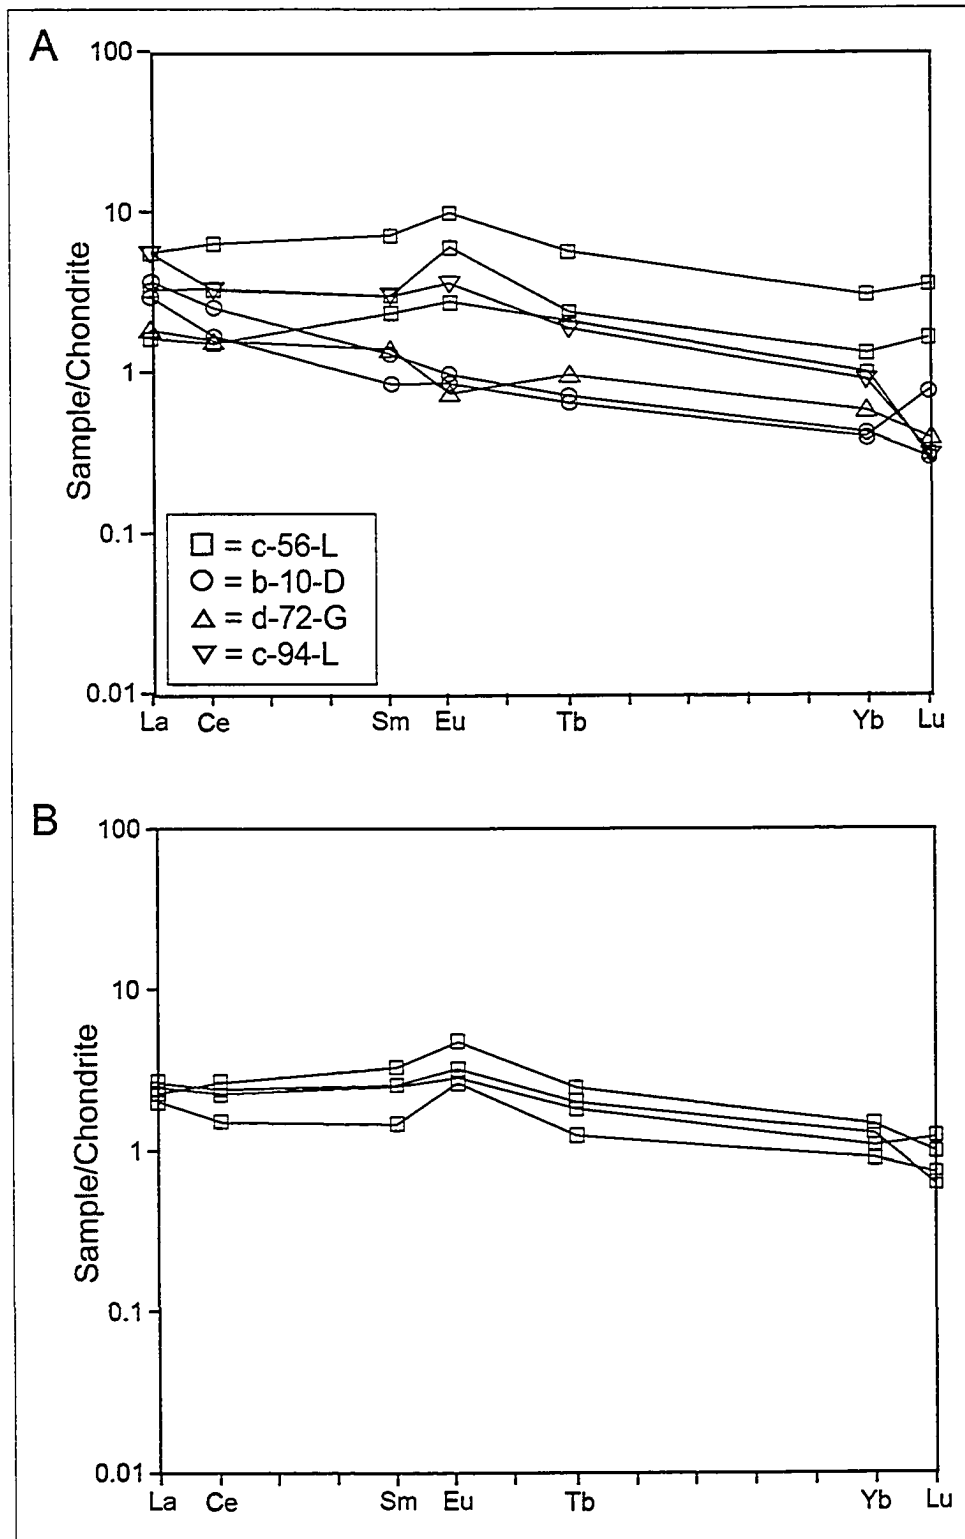 A
100
10
1
0.1
0.01
Sample/Chondrite
□ = c-56-L
○ = b-10-D
△ = d-72-G
▽ = c-94-L
La Ce Sm Eu Tb Yb Lu
B
100
10
1
0.1
0.01
Sample/Chondrite
La Ce Sm Eu Tb Yb Lu